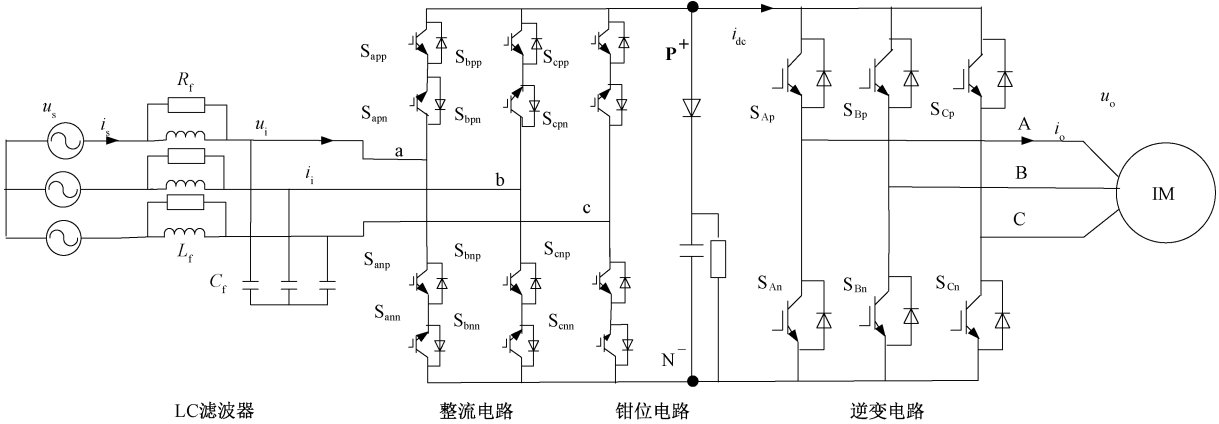 R_f
u_s
i_s
u_i
i_i
L_f
C_f
a
b
c
S_app
S_bpp
S_cpp
S_apn
S_bpn
S_cpn
S_anp
S_bnp
S_cnp
S_ann
S_bnn
S_cnn
P
+
i_dc
N
−
S_Ap
S_Bp
S_Cp
S_An
S_Bn
S_Cn
A
B
C
u_o
i_o
IM
LC滤波器
整流电路
钳位电路
逆变电路